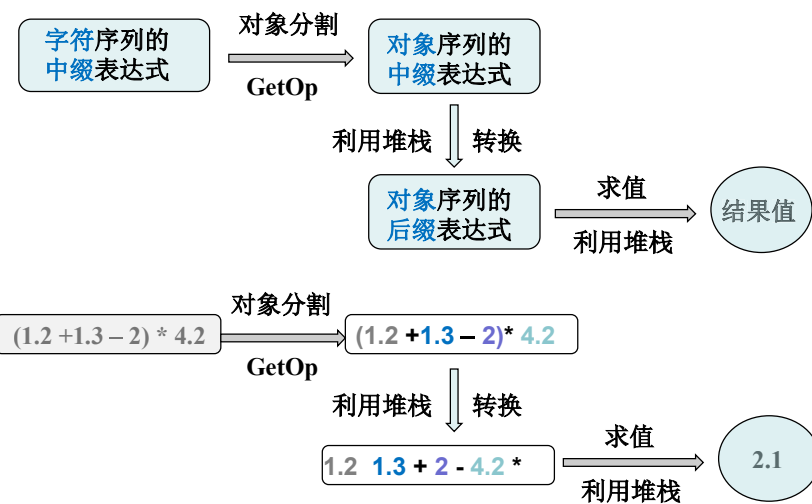 字符序列的
中缀表达式
对象分割
GetOp
对象序列的
中缀表达式
利用堆栈 转换
对象序列的
后缀表达式
求值
利用堆栈
结果值
(1.2 +1.3 – 2) * 4.2
对象分割
GetOp
(1.2 +1.3 – 2)* 4.2
利用堆栈 转换
1.2 1.3 + 2 - 4.2 *
求值
利用堆栈
2.1